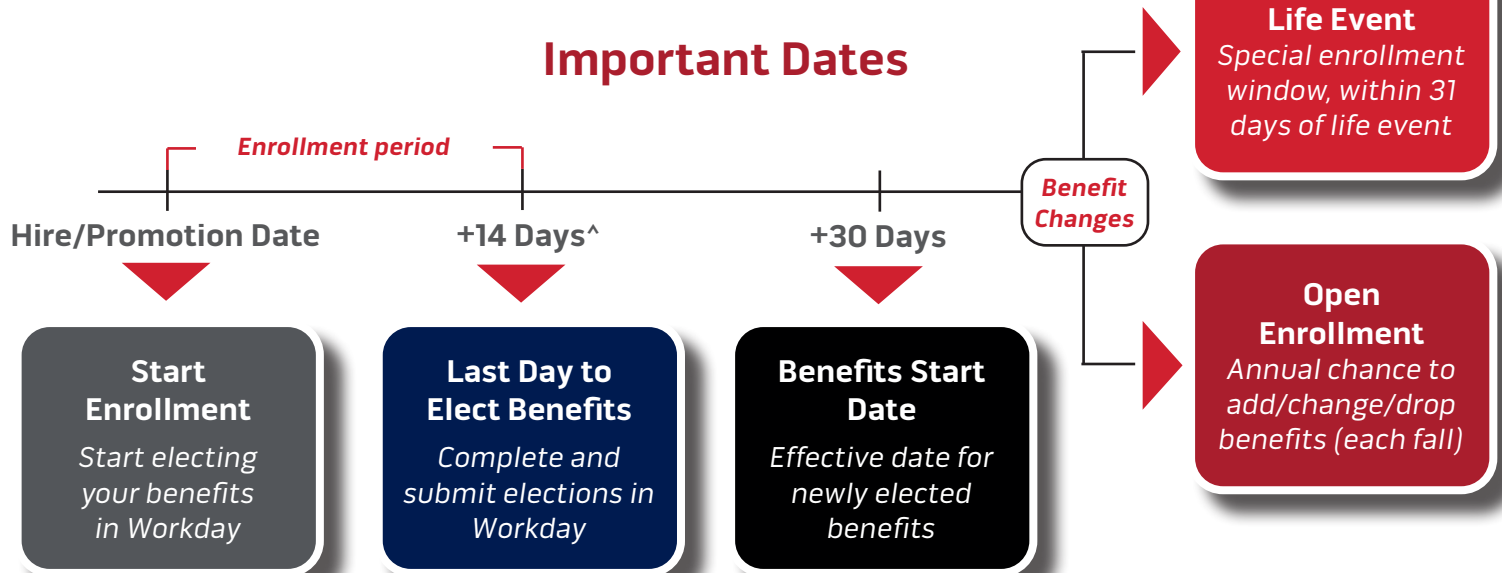 Important Dates
Enrollment period
Hire/Promotion Date
+14 Days^
+30 Days
Start
Enrollment
Start electing
your benefits
in Workday
Last Day to
Elect Benefits
Complete and
submit elections in
Workday
Benefits Start
Date
Effective date for
newly elected
benefits
Benefit
Changes
Life Event
Special enrollment
window, within 31
days of life event
Open
Enrollment
Annual chance to
add/change/drop
benefits (each fall)